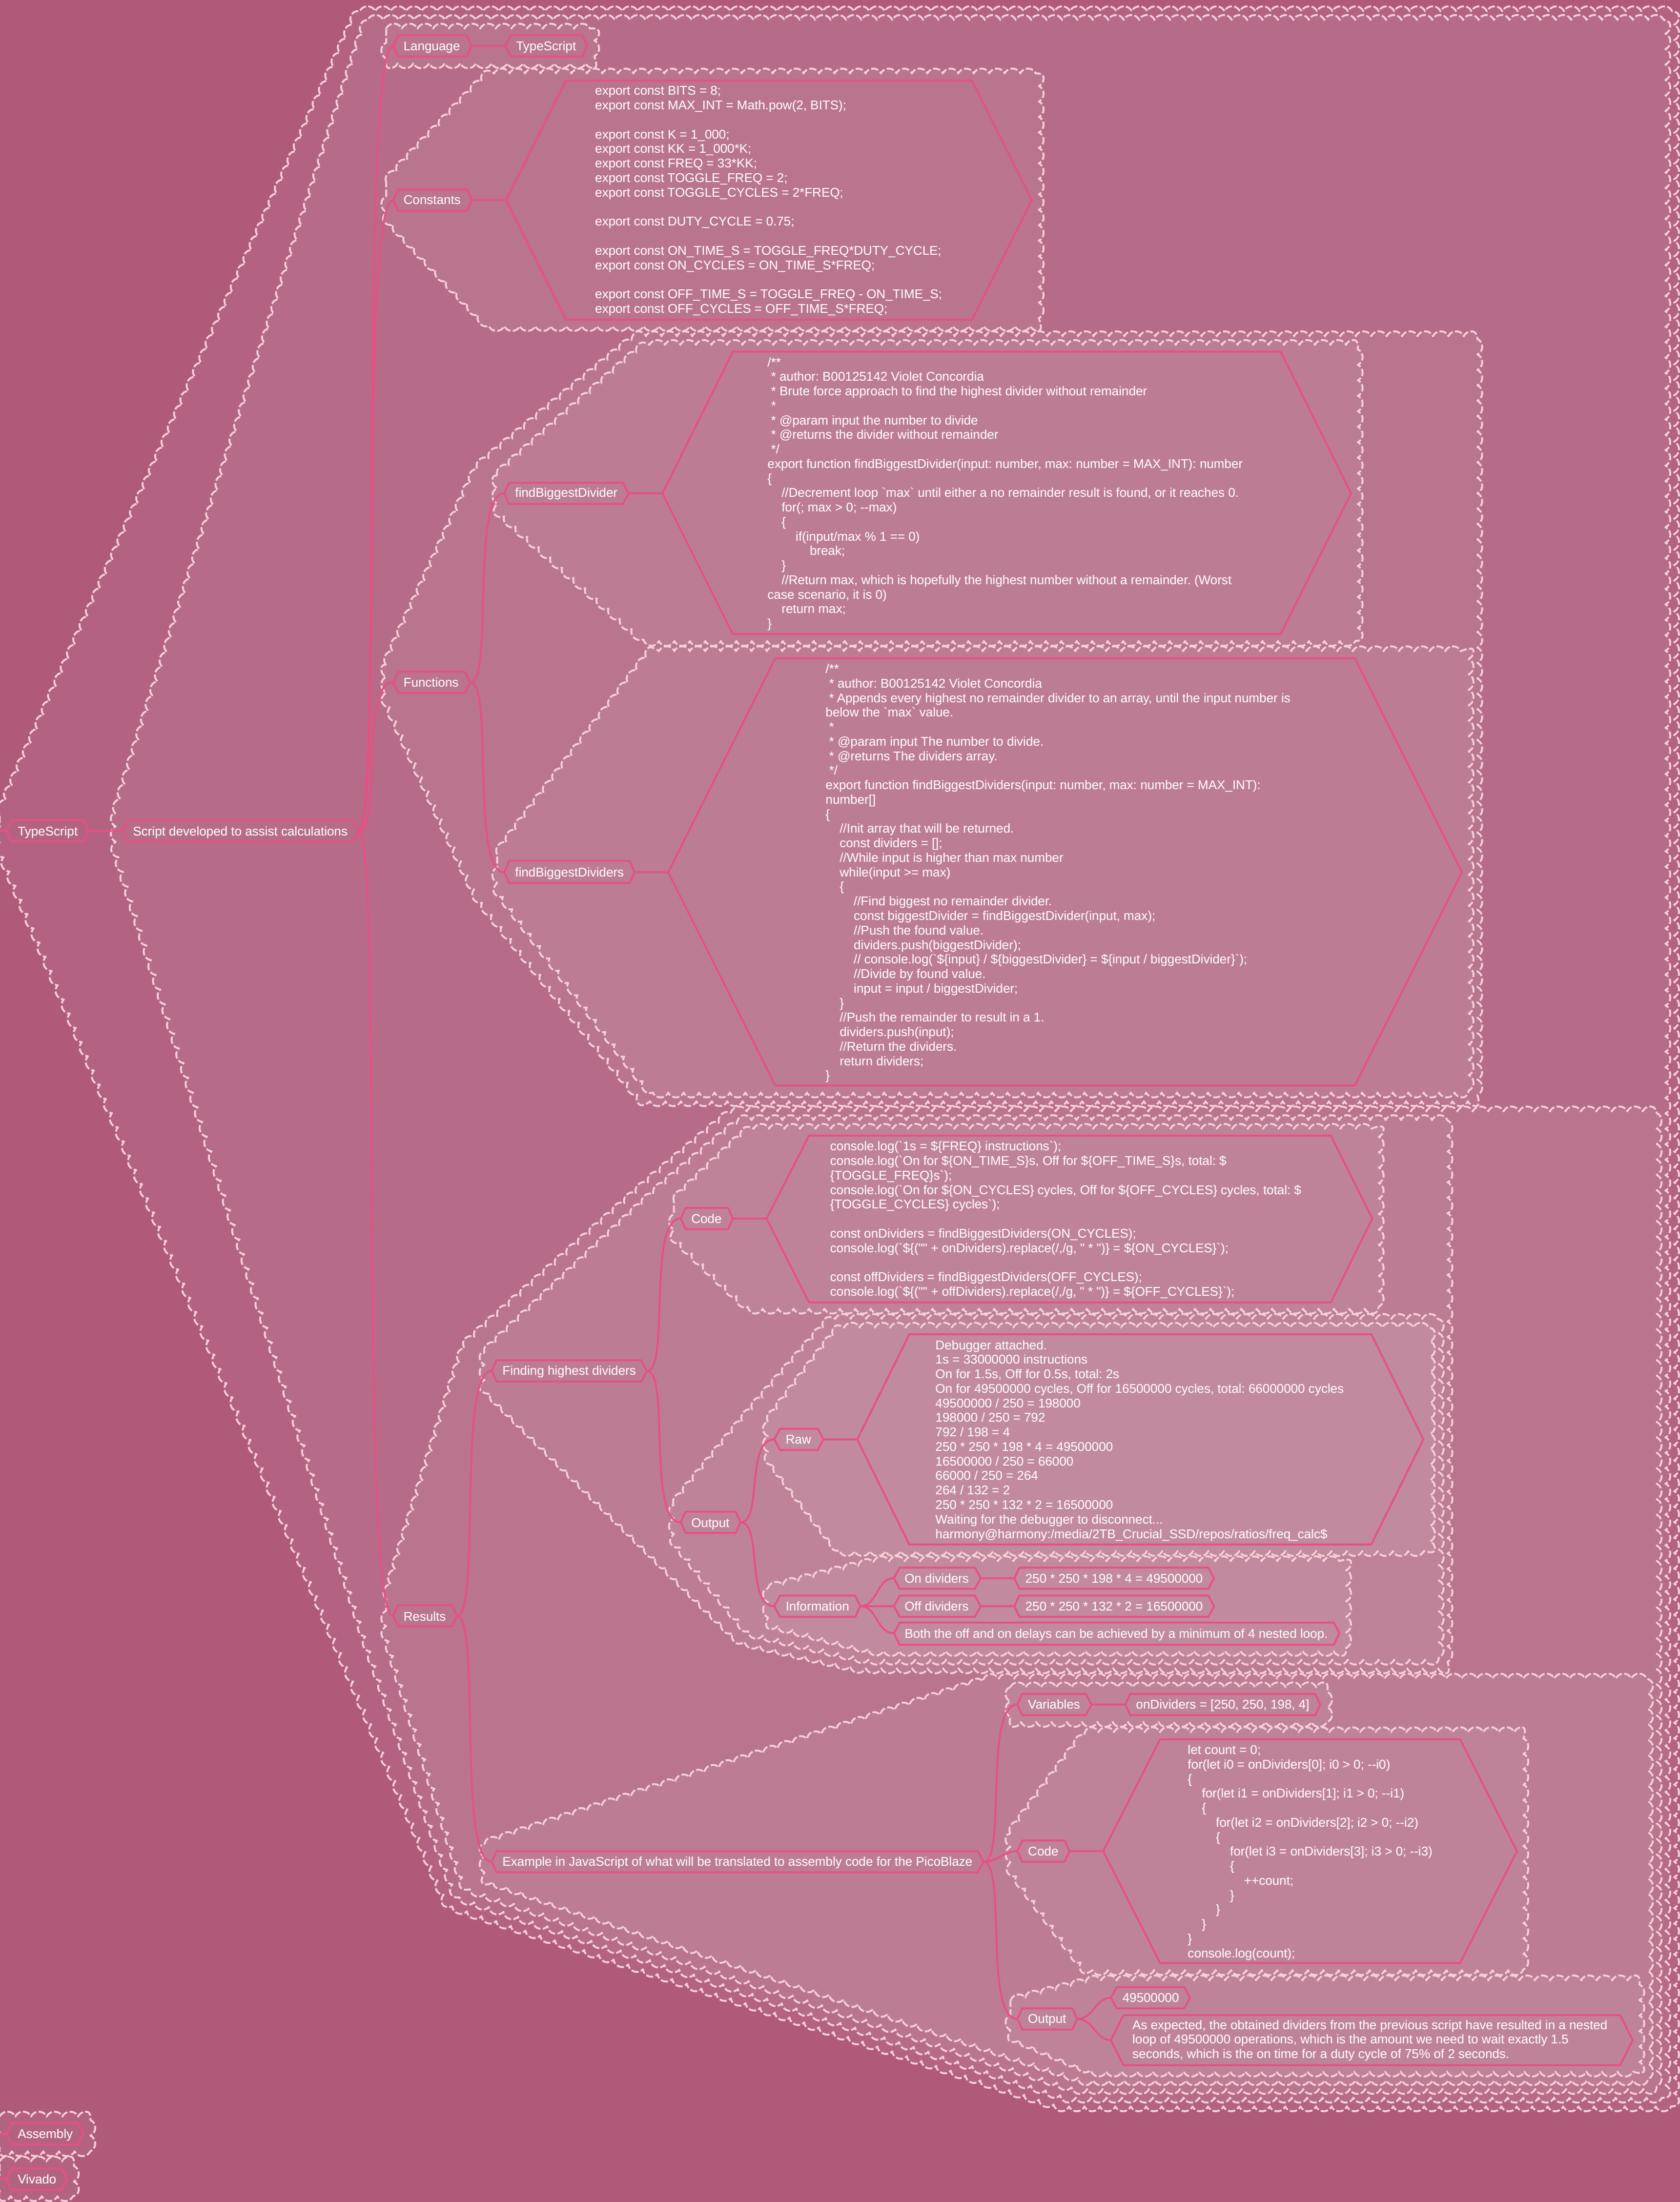 TypeScript
Script developed to assist calculations
Language
TypeScript
Constants
export const BITS = 8;
export const MAX_INT = Math.pow(2, BITS);

export const K = 1_000;
export const KK = 1_000*K;
export const FREQ = 33*KK;
export const TOGGLE_FREQ = 2;
export const TOGGLE_CYCLES = 2*FREQ;

export const DUTY_CYCLE = 0.75;

export const ON_TIME_S = TOGGLE_FREQ*DUTY_CYCLE;
export const ON_CYCLES = ON_TIME_S*FREQ;

export const OFF_TIME_S = TOGGLE_FREQ - ON_TIME_S;
export const OFF_CYCLES = OFF_TIME_S*FREQ;
Functions
findBiggestDivider
/**
 * author: B00125142 Violet Concordia
 * Brute force approach to find the highest divider without remainder
 *
 * @param input the number to divide
 * @returns the divider without remainder
 */
export function findBiggestDivider(input: number, max: number = MAX_INT): number
{
    //Decrement loop `max` until either a no remainder result is found, or it reaches 0.
    for(; max > 0; --max)
    {
        if(input/max % 1 == 0)
            break;
    }
    //Return max, which is hopefully the highest number without a remainder. (Worst
case scenario, it is 0)
    return max;
}
findBiggestDividers
/**
 * author: B00125142 Violet Concordia
 * Appends every highest no remainder divider to an array, until the input number is
below the `max` value.
 *
 * @param input The number to divide.
 * @returns The dividers array.
 */
export function findBiggestDividers(input: number, max: number = MAX_INT):
number[]
{
    //Init array that will be returned.
    const dividers = [];
    //While input is higher than max number
    while(input >= max)
    {
        //Find biggest no remainder divider.
        const biggestDivider = findBiggestDivider(input, max);
        //Push the found value.
        dividers.push(biggestDivider);
        // console.log(`${input} / ${biggestDivider} = ${input / biggestDivider}`);
        //Divide by found value.
        input = input / biggestDivider;
    }
    //Push the remainder to result in a 1.
    dividers.push(input);
    //Return the dividers.
    return dividers;
}
Results
Finding highest dividers
Code
console.log(`1s = ${FREQ} instructions`);
console.log(`On for ${ON_TIME_S}s, Off for ${OFF_TIME_S}s, total: $
{TOGGLE_FREQ}s`);
console.log(`On for ${ON_CYCLES} cycles, Off for ${OFF_CYCLES} cycles, total: $
{TOGGLE_CYCLES} cycles`);

const onDividers = findBiggestDividers(ON_CYCLES);
console.log(`${("" + onDividers).replace(/,/g, " * ")} = ${ON_CYCLES}`);

const offDividers = findBiggestDividers(OFF_CYCLES);
console.log(`${("" + offDividers).replace(/,/g, " * ")} = ${OFF_CYCLES}`);
Output
Raw
Debugger attached.
1s = 33000000 instructions
On for 1.5s, Off for 0.5s, total: 2s
On for 49500000 cycles, Off for 16500000 cycles, total: 66000000 cycles
49500000 / 250 = 198000
198000 / 250 = 792
792 / 198 = 4
250 * 250 * 198 * 4 = 49500000
16500000 / 250 = 66000
66000 / 250 = 264
264 / 132 = 2
250 * 250 * 132 * 2 = 16500000
Waiting for the debugger to disconnect...
harmony@harmony:/media/2TB_Crucial_SSD/repos/ratios/freq_calc$
Information
On dividers
250 * 250 * 198 * 4 = 49500000
Off dividers
250 * 250 * 132 * 2 = 16500000
Both the off and on delays can be achieved by a minimum of 4 nested loop.
Example in JavaScript of what will be translated to assembly code for the PicoBlaze
Variables
onDividers = [250, 250, 198, 4]
Code
let count = 0;
for(let i0 = onDividers[0]; i0 > 0; --i0)
{
    for(let i1 = onDividers[1]; i1 > 0; --i1)
    {
        for(let i2 = onDividers[2]; i2 > 0; --i2)
        {
            for(let i3 = onDividers[3]; i3 > 0; --i3)
            {
                ++count;
            }
        }
    }
}
console.log(count);
Output
49500000
As expected, the obtained dividers from the previous script have resulted in a nested
loop of 49500000 operations, which is the amount we need to wait exactly 1.5
seconds, which is the on time for a duty cycle of 75% of 2 seconds.
Assembly
Vivado